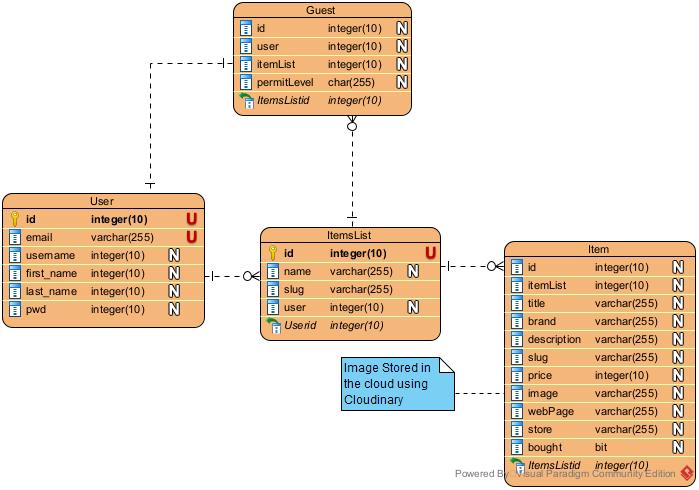 Guest
id integer(10) N
user integer(10) N
itemList integer(10) N
permitLevel char(255) N
ItemsListid integer(10)
User
id integer(10) U
email varchar(255) U
username integer(10) N
first_name integer(10) N
last_name integer(10) N
pwd integer(10) N
ItemsList
id integer(10) U
name varchar(255) N
slug varchar(255)
user integer(10) N
Userid integer(10)
Item
id integer(10) N
itemList integer(10) N
title varchar(255) N
brand varchar(255) N
description varchar(255) N
slug varchar(255) N
price integer(10) N
image varchar(255) N
webPage varchar(255) N
store varchar(255) N
bought bit N
ItemsListid integer(10)
Image Stored in
the cloud using
Cloudinary
Powered By: Visual Paradigm Community Edition